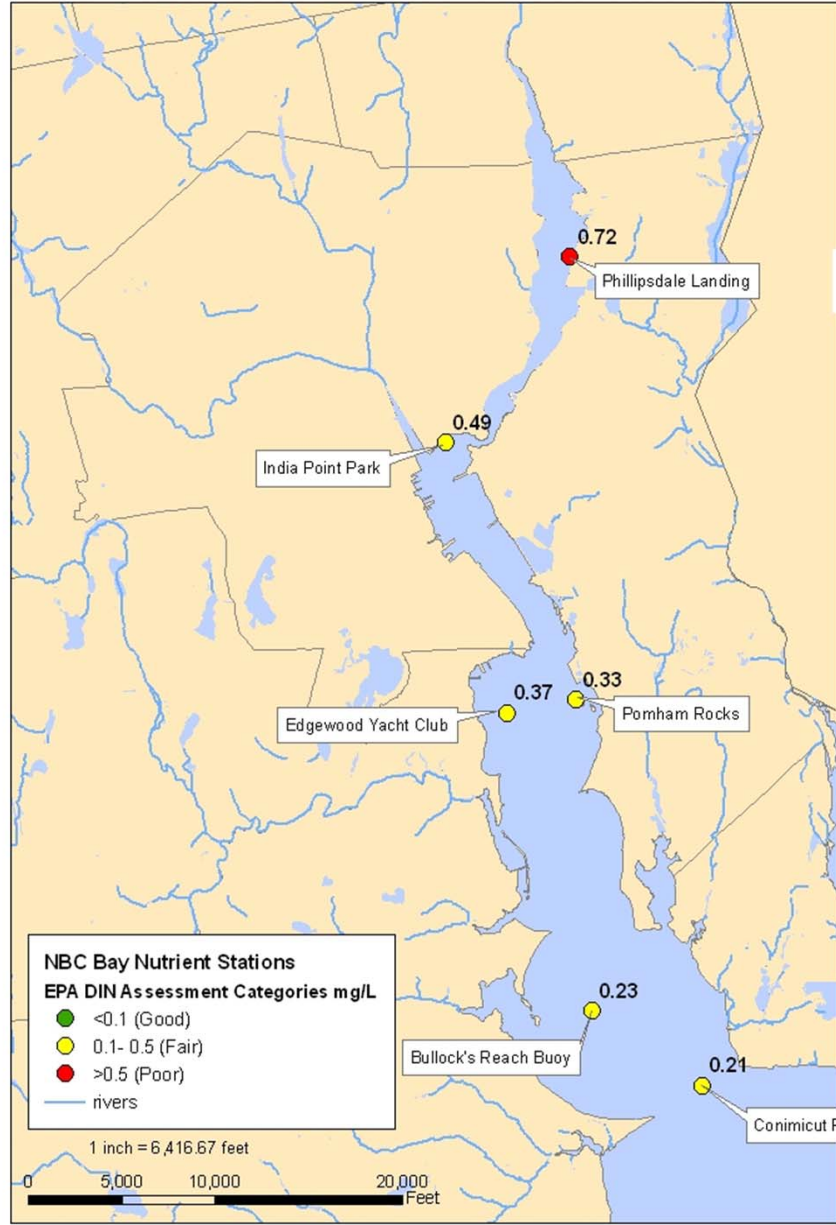 0.72
Phillipsdale Landing
0.49
India Point Park
0.37
0.33
Edgewood Yacht Club
Pomham Rocks
0.23
Bullock's Reach Buoy
0.21
Conimicut
NBC Bay Nutrient Stations
EPA DIN Assessment Categories mg/L
<0.1 (Good)
0.1- 0.5 (Fair)
>0.5 (Poor)
rivers
1 inch = 6,416.67 feet
0 5,000 10,000 20,000
Feet